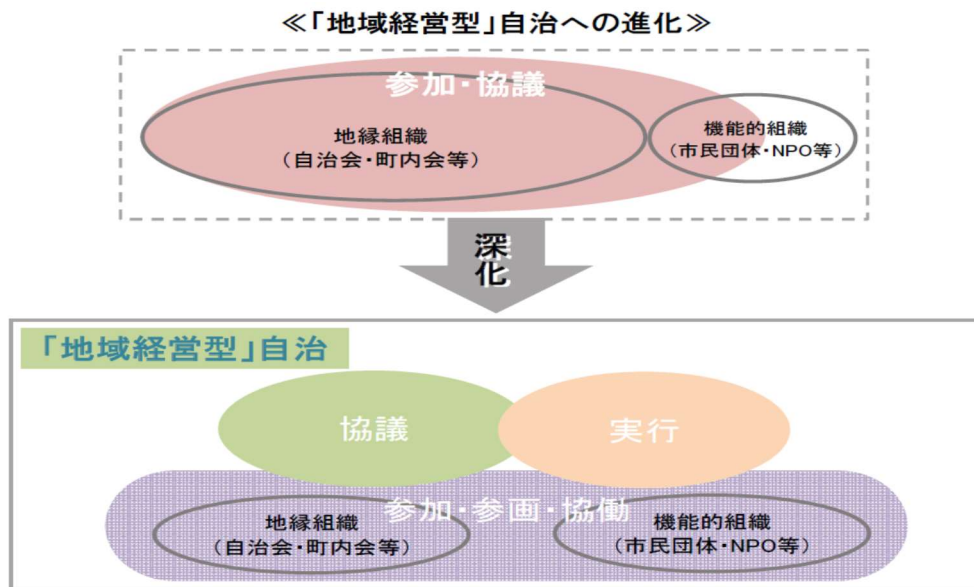 ≪「地域経営型」自治への進化≫
参加・協議
地縁組織
（自治会・町内会等）
機能的組織
（市民団体・NPO等）
深
化
「地域経営型」自治
協議
実行
参加・参画・協働
地縁組織
（自治会・町内会等）
機能的組織
（市民団体・NPO等）